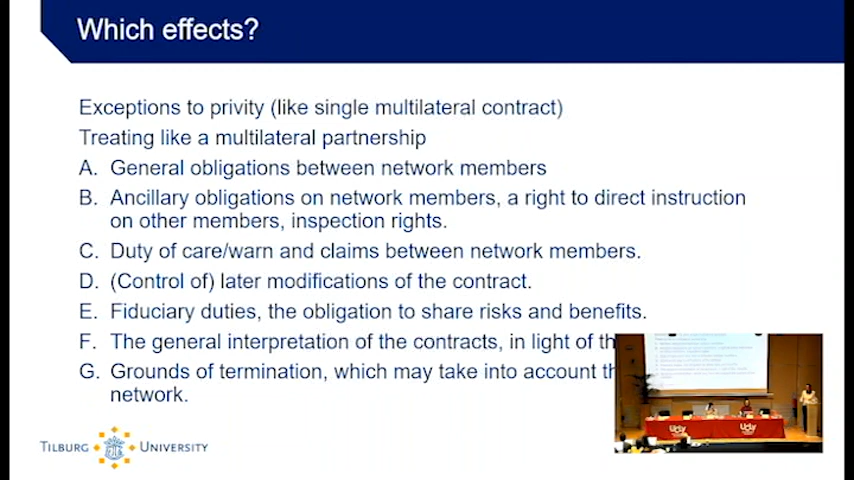 Which effects?
Exceptions to privity (like single multilateral contract)
Treating like a multilateral partnership
A. General obligations between network members
B. Ancillary obligations on network members, a right to direct instruction
on other members, inspection rights.
C. Duty of care/warn and claims between network members.
D. (Control of) later modifications of the contract.
E. Fiduciary duties, the obligation to share risks and benefits.
F. The general interpretation of the contracts, in light of
G. Grounds of termination, which may take into account
network.
TILBURG UNIVERSITY